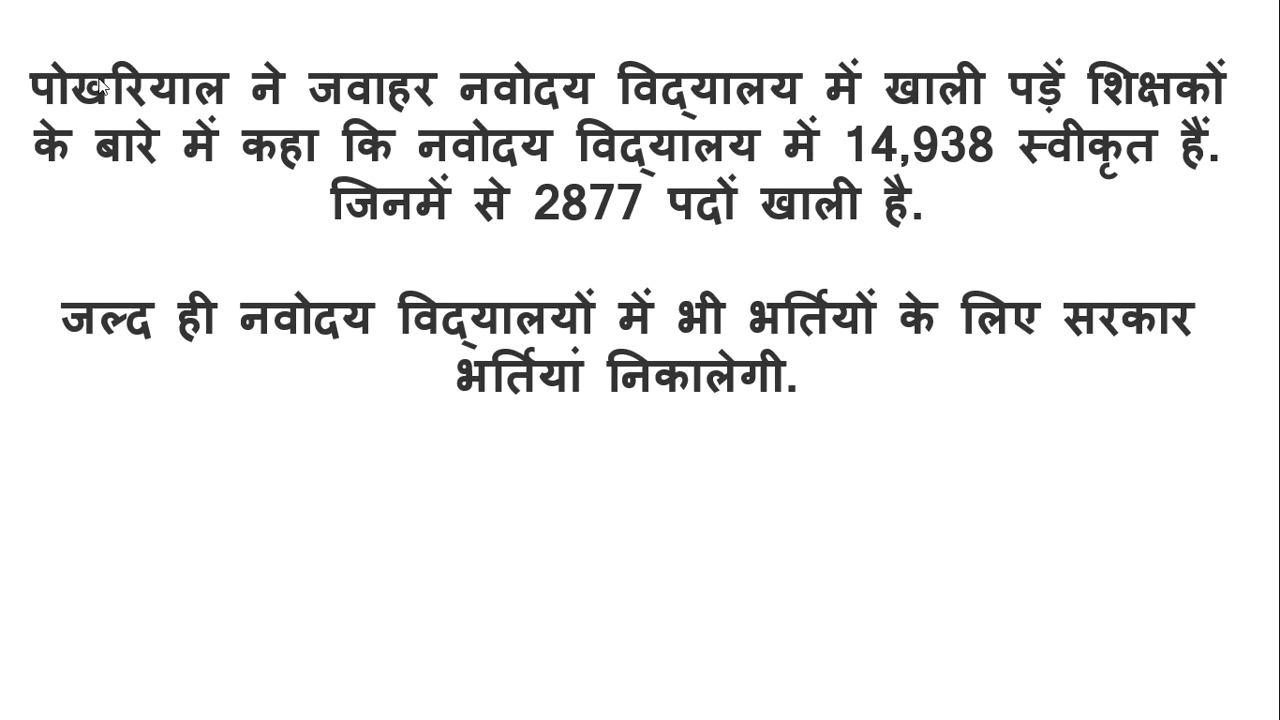 पोखरियाल ने जवाहर नवोदय विद्यालय में खाली पड़ें शिक्षकों
के बारे में कहा कि नवोदय विद्यालय में 14,938 स्वीकृत हैं.
जिनमें से 2877 पदों खाली है.
जल्द ही नवोदय विद्यालयों में भी भर्तियों के लिए सरकार
भर्तियां निकालेगी.